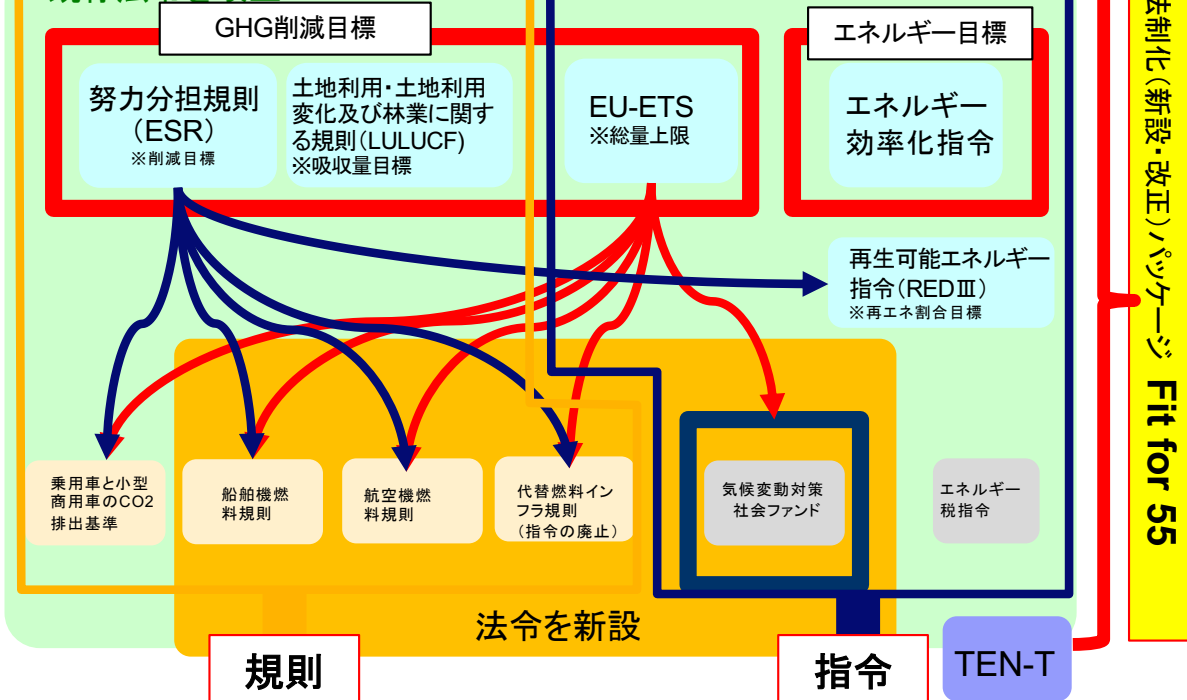 GHG削減目標
エネルギー目標
努力分担規則
（ESR）
※削減目標
土地利用・土地利用
変化及び林業に関す
る規則（LULUCF）
※吸収量目標
EU-ETS
※総量上限
エネルギー
効率化指令
再生可能エネルギー
指令（REDⅢ）
※再エネ割合目標
乗用車と小型
商用車のCO2
排出基準
船舶機燃
料規則
航空機燃
料規則
代替燃料イン
フラ規則
（指令の廃止）
気候変動対策
社会ファンド
エネルギー
税指令
法令を新設
規則
指令
TEN-T
法制化（新設・改正）パッケージ Fit for 55